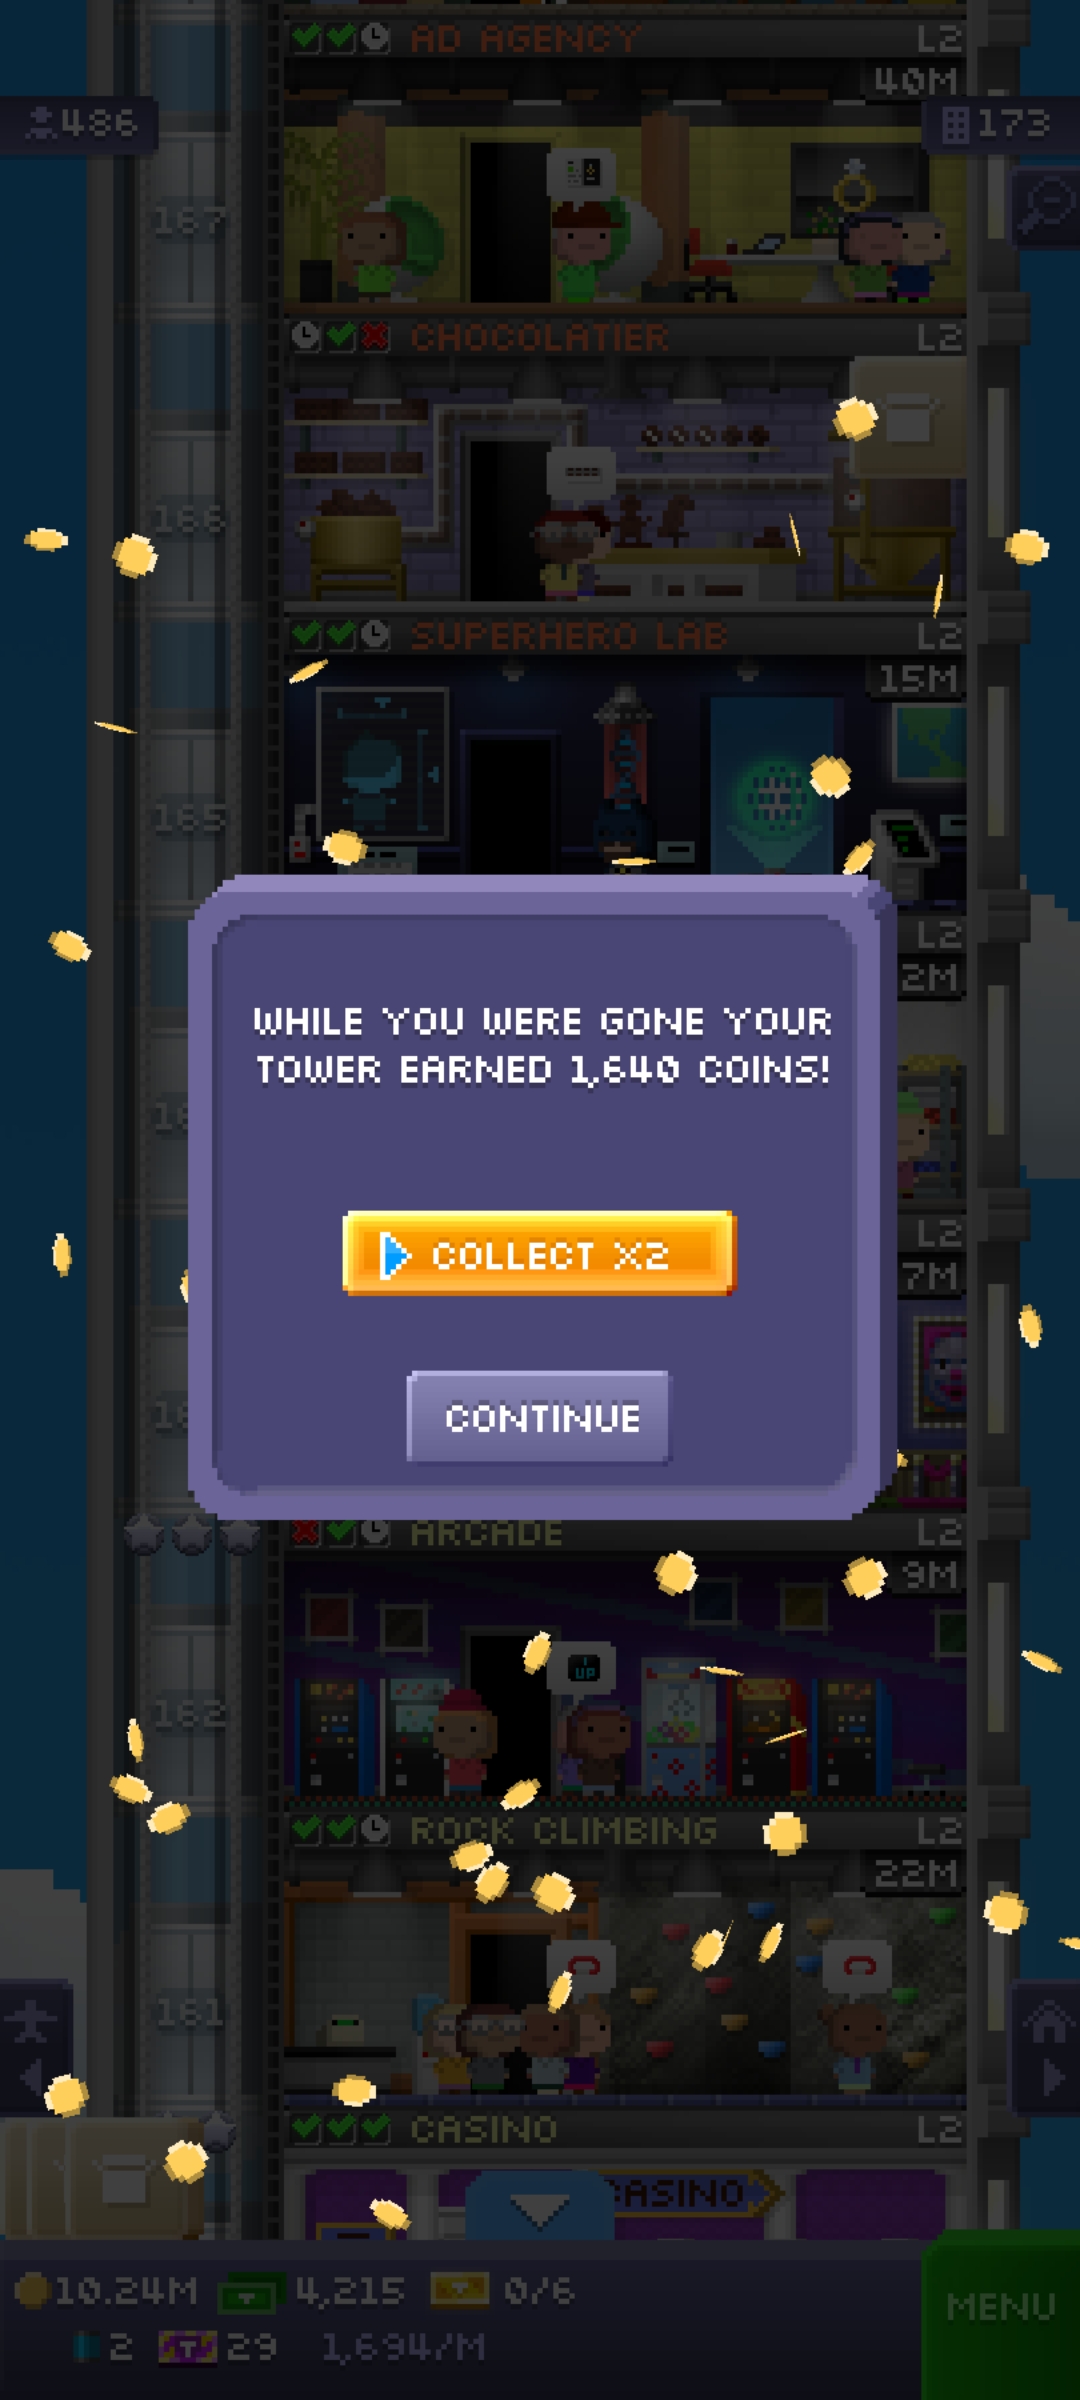 AD AGENCY L2
40M
486
173
167
CHOCOLATIER L2
166
SUPERHERO LAB L2
15M
165
L2
2M
WHILE YOU WERE GONE YOUR
TOWER EARNED 1,640 COINS!
L2
7M
COLLECT X2
CONTINUE
ARCADE L2
9M
1
UP
162
ROCK CLIMBING L2
22M
161
CASINO L2
CASINO
10.24M 4,215 0/6
MENU
2 T 29 1,694/M